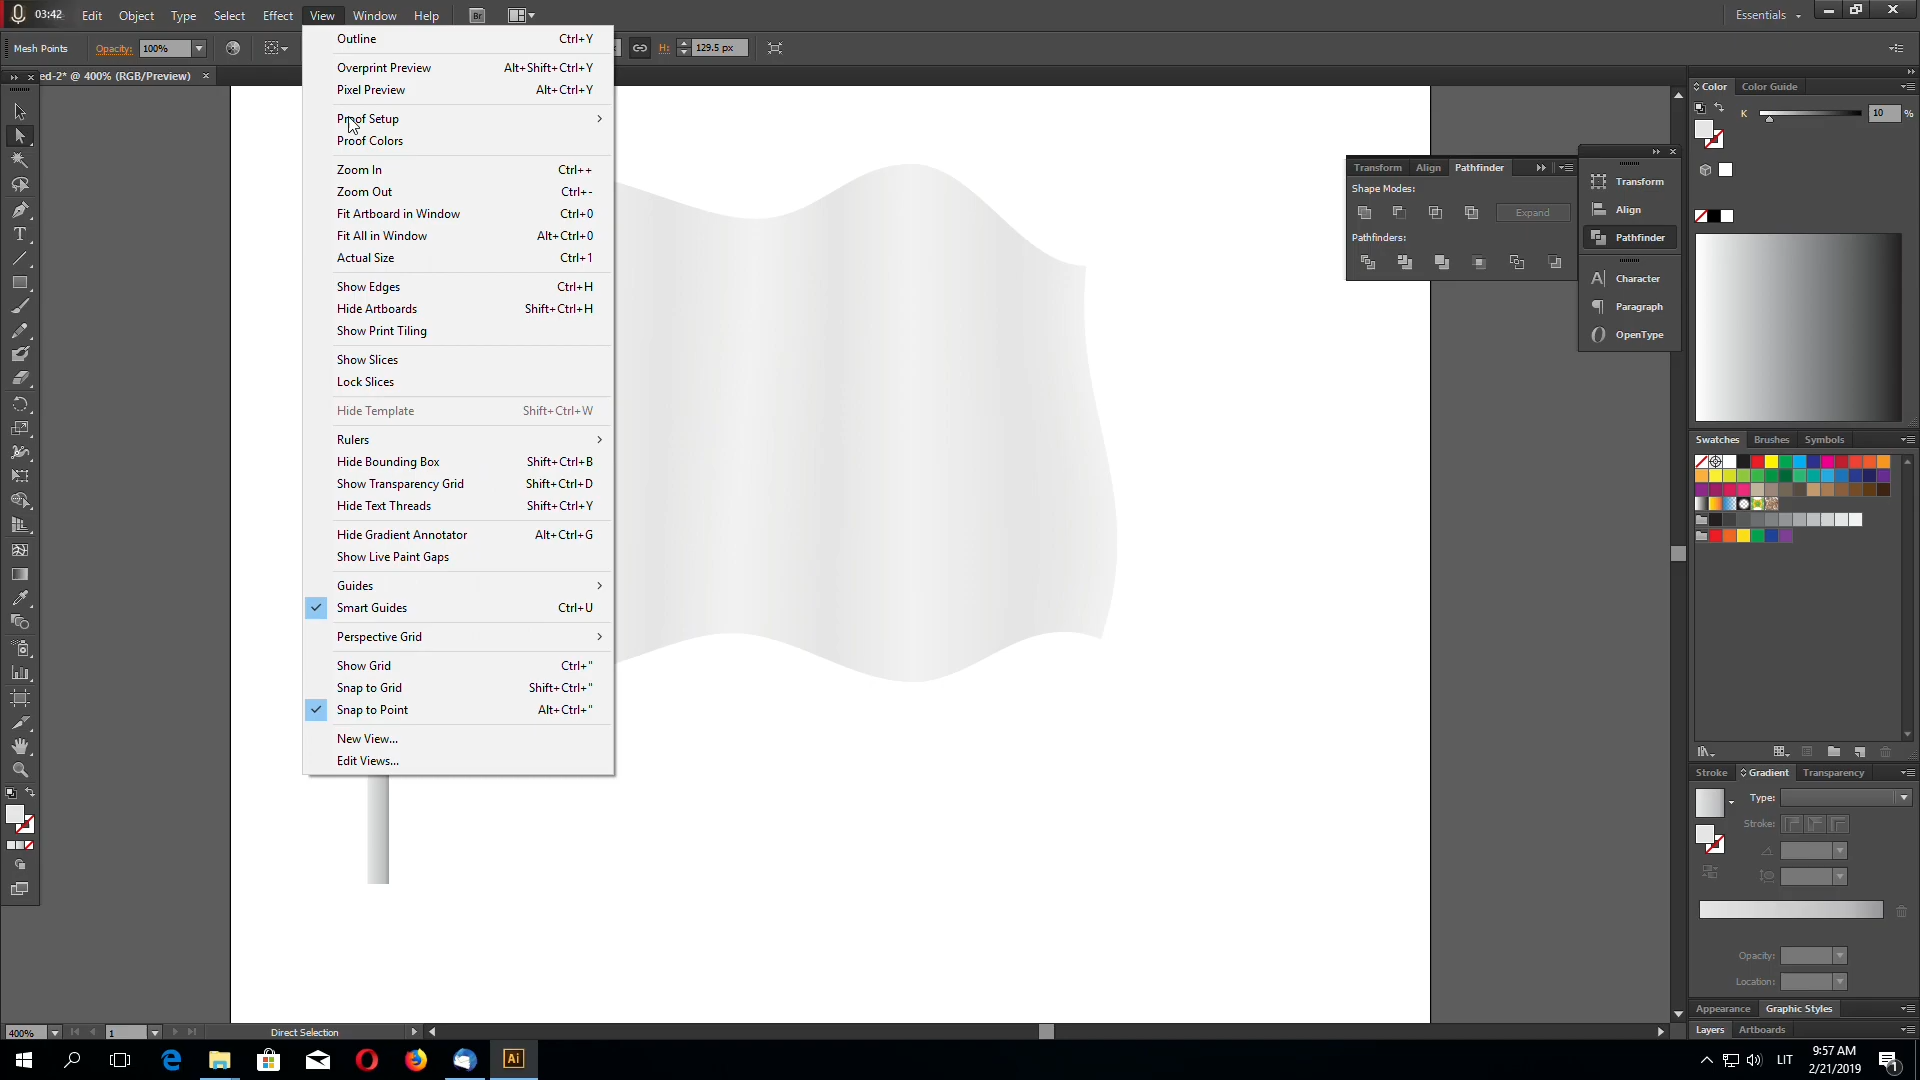 03:42 Edit Object Type Select Effect View Window Help Br Essentials
Mesh Points Opacity: 100% H: 129.5 px
ed-2* @ 400% (RGB/Preview)
Outline Ctrl+Y
Overprint Preview Alt+Shift+Ctrl+Y
Pixel Preview Alt+Ctrl+Y
Proof Setup
Proof Colors
Zoom In Ctrl++
Zoom Out Ctrl+-
Fit Artboard in Window Ctrl+0
Fit All in Window Alt+Ctrl+0
Actual Size Ctrl+1
Show Edges Ctrl+H
Hide Artboards Shift+Ctrl+H
Show Print Tiling
Show Slices
Lock Slices
Hide Template Shift+Ctrl+W
Rulers
Hide Bounding Box Shift+Ctrl+B
Show Transparency Grid Shift+Ctrl+D
Hide Text Threads Shift+Ctrl+Y
Hide Gradient Annotator Alt+Ctrl+G
Show Live Paint Gaps
Guides
Smart Guides Ctrl+U
Perspective Grid
Show Grid Ctrl+"
Snap to Grid Shift+Ctrl+"
Snap to Point Alt+Ctrl+"
New View...
Edit Views...
Transform Align Pathfinder
Shape Modes:
Expand
Pathfinders:
Transform
Align
Pathfinder
Character
Paragraph
OpenType
Color Color Guide
K 10 %
Swatches Brushes Symbols
Stroke Gradient Transparency
Type:
Stroke:
Opacity:
Location:
Appearance Graphic Styles
Layers Artboards
400% 1 Direct Selection
Ai LIT 9:57 AM
2/21/2019
1